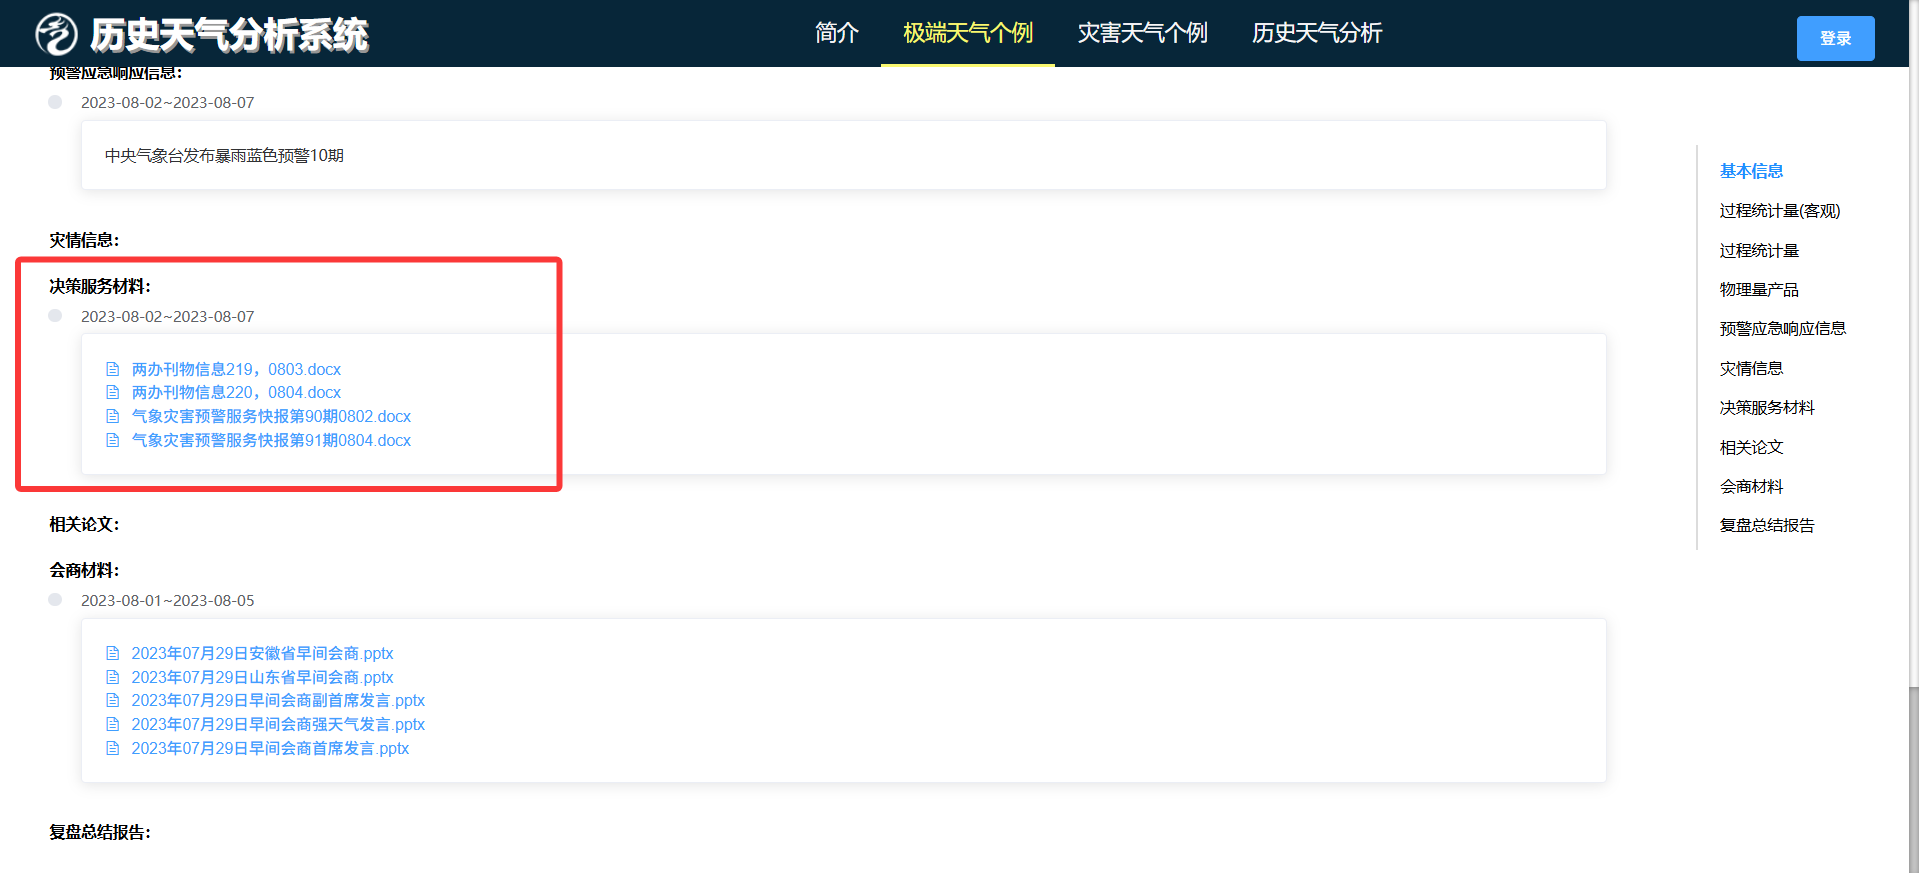 历史天气分析系统
简介
极端天气个例
灾害天气个例
历史天气分析
登录
预警应急响应信息：
2023-08-02~2023-08-07
中央气象台发布暴雨蓝色预警10期
灾情信息：
决策服务材料：
2023-08-02~2023-08-07
两办刊物信息219，0803.docx
两办刊物信息220，0804.docx
气象灾害预警服务快报第90期0802.docx
气象灾害预警服务快报第91期0804.docx
相关论文：
会商材料：
2023-08-01~2023-08-05
2023年07月29日安徽省早间会商.pptx
2023年07月29日山东省早间会商.pptx
2023年07月29日早间会商副首席发言.pptx
2023年07月29日早间会商强天气发言.pptx
2023年07月29日早间会商首席发言.pptx
复盘总结报告：
基本信息
过程统计量(客观)
过程统计量
物理量产品
预警应急响应信息
灾情信息
决策服务材料
相关论文
会商材料
复盘总结报告